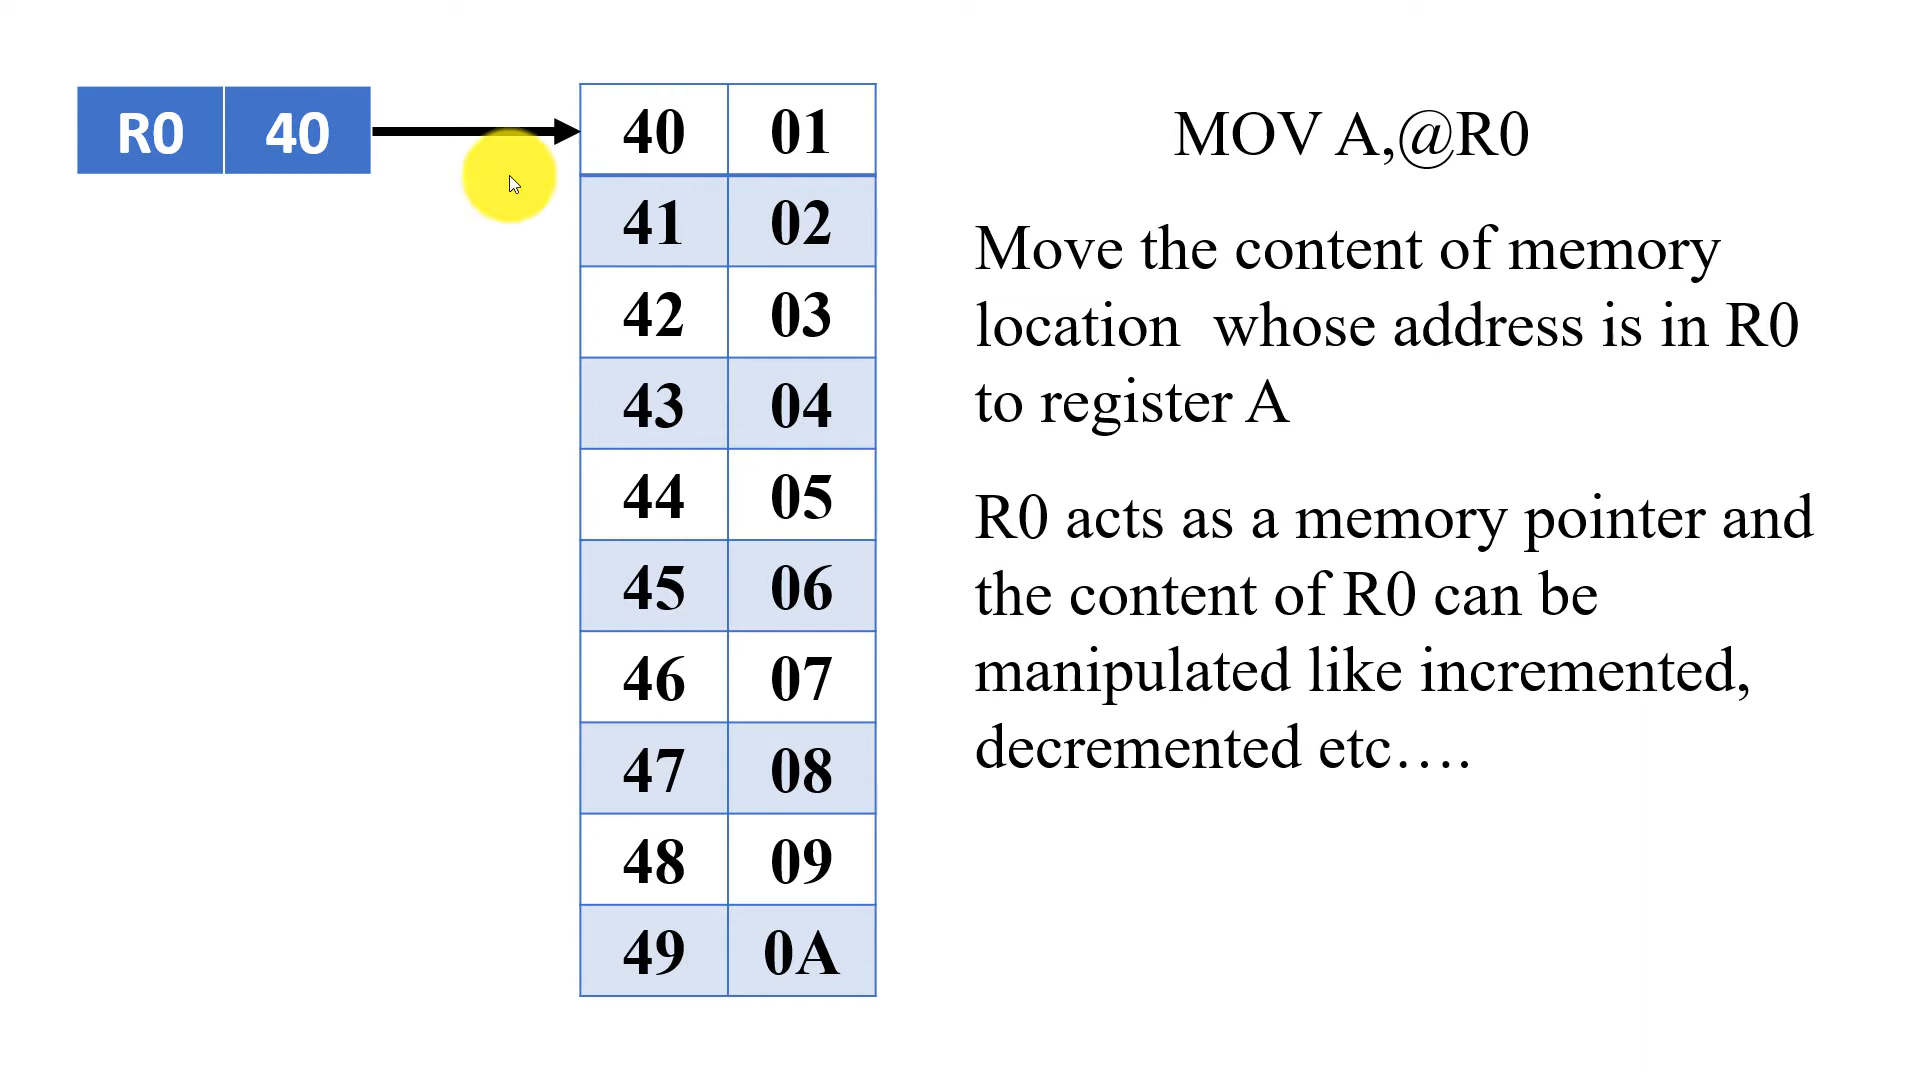 R0 40
40 01
41 02
42 03
43 04
44 05
45 06
46 07
47 08
48 09
49 0A
MOV A,@R0
Move the content of memory
location whose address is in R0
to register A
R0 acts as a memory pointer and
the content of R0 can be
manipulated like incremented,
decremented etc….